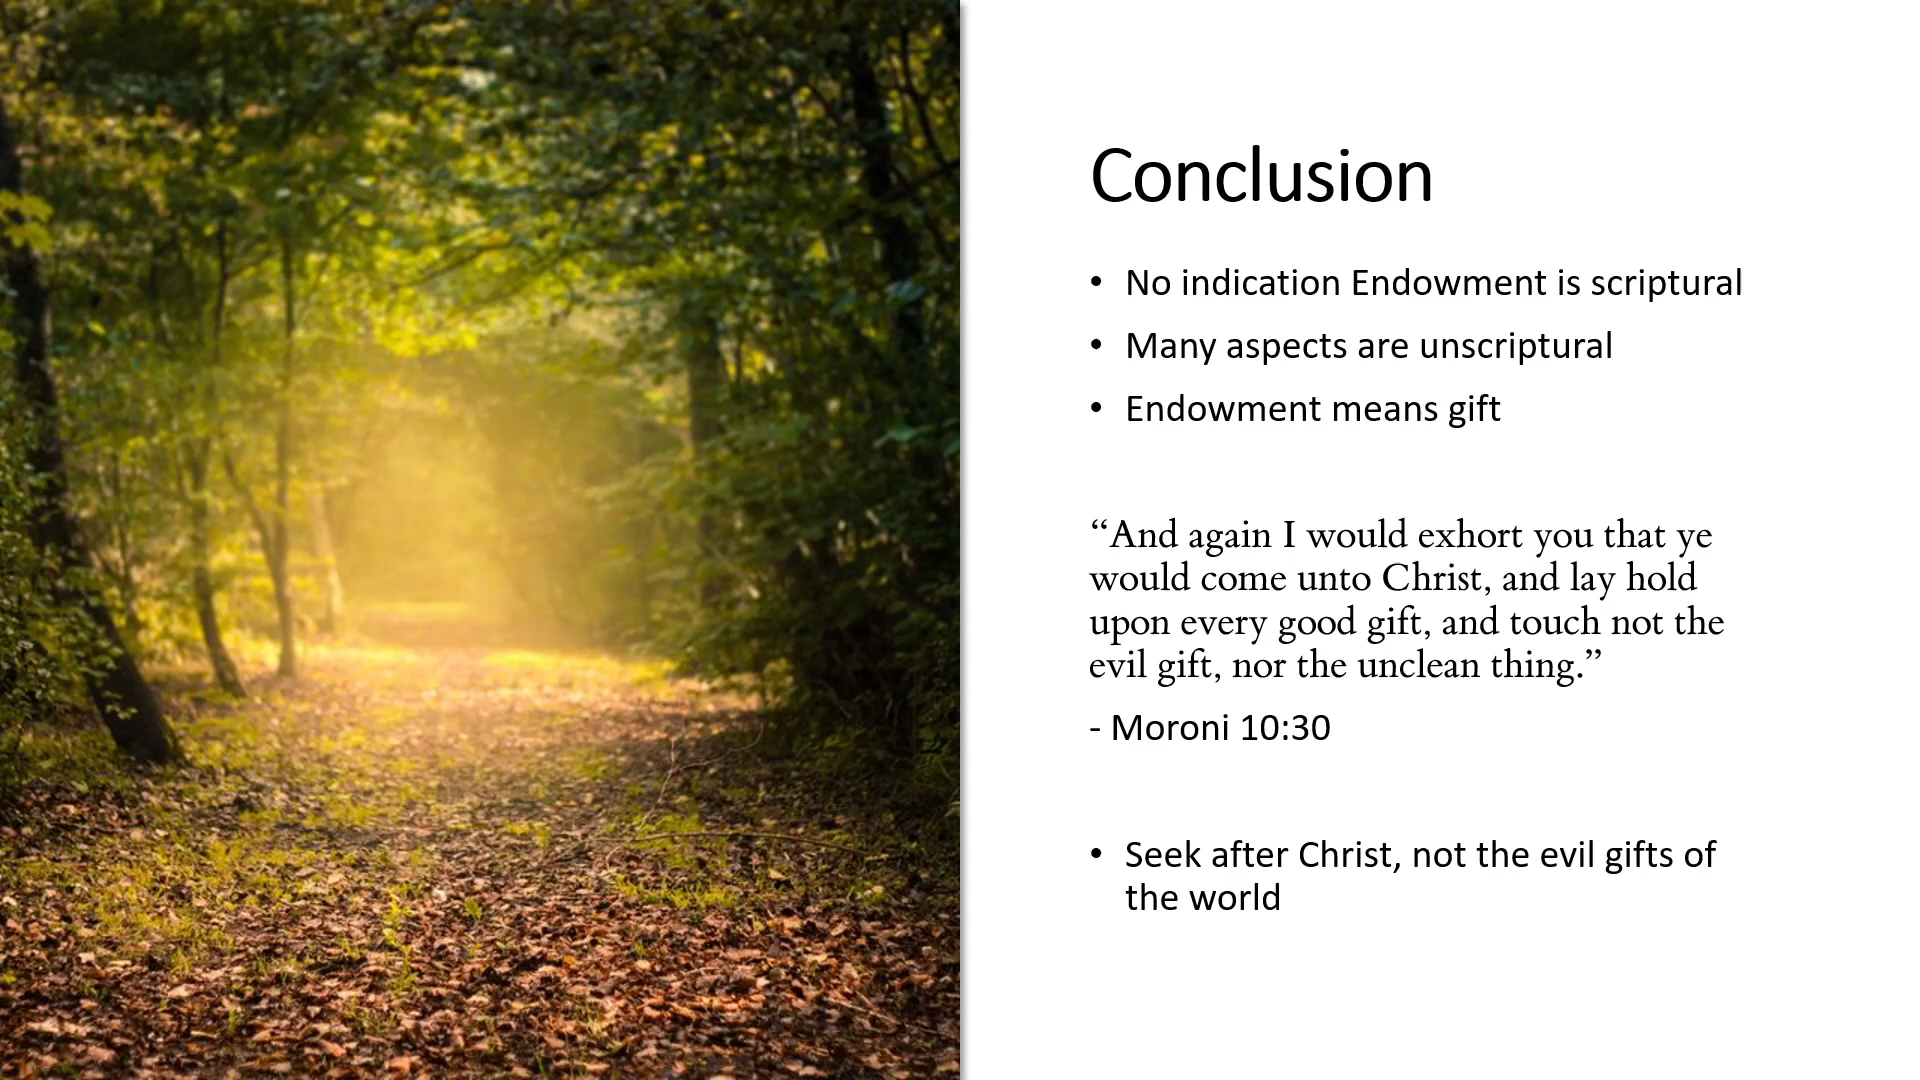 Conclusion
• No indication Endowment is scriptural
• Many aspects are unscriptural
• Endowment means gift
“And again I would exhort you that ye
would come unto Christ, and lay hold
upon every good gift, and touch not the
evil gift, nor the unclean thing.”
- Moroni 10:30
• Seek after Christ, not the evil gifts of
the world